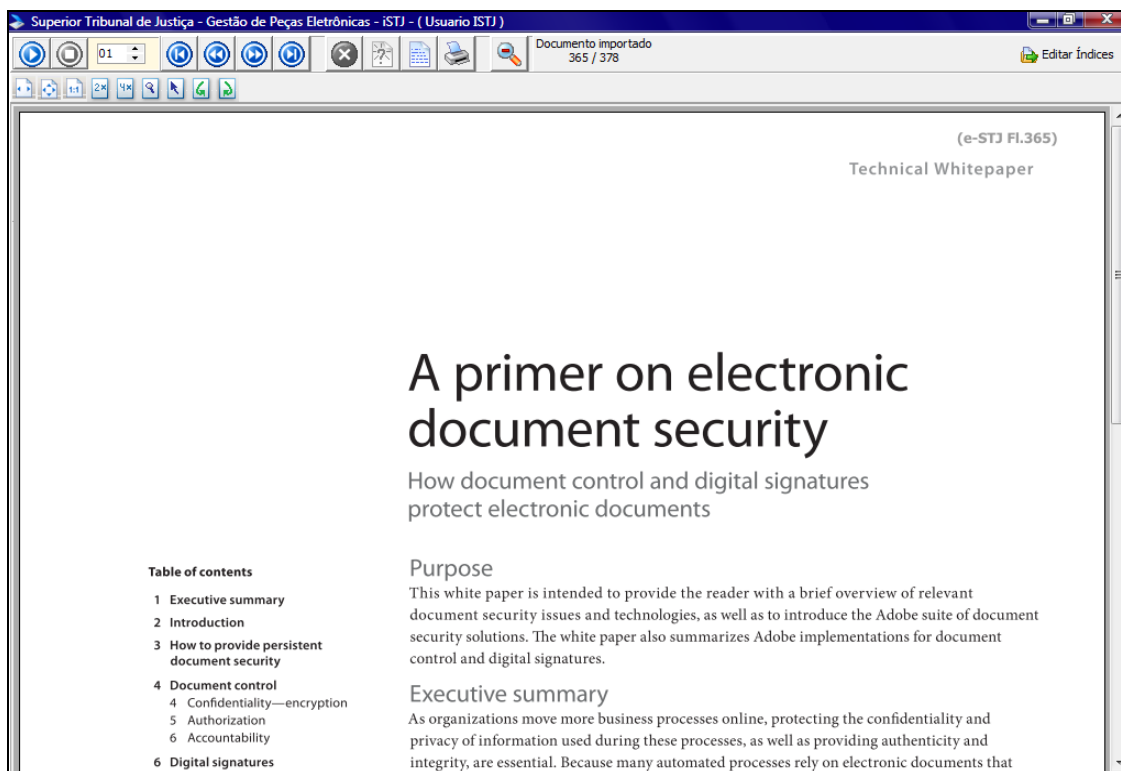 Superior Tribunal de Justiça - Gestão de Peças Eletrônicas - iSTJ - ( Usuario ISTJ )
01
Documento importado
365 / 378
Editar Índices
1:1 2x 4x
(e-STJ Fl.365)
Technical Whitepaper
A primer on electronic
document security
How document control and digital signatures
protect electronic documents
Table of contents
1 Executive summary
2 Introduction
3 How to provide persistent
document security
4 Document control
4 Confidentiality—encryption
5 Authorization
6 Accountability
6 Digital signatures
Purpose
This white paper is intended to provide the reader with a brief overview of relevant
document security issues and technologies, as well as to introduce the Adobe suite of document
security solutions. The white paper also summarizes Adobe implementations for document
control and digital signatures.
Executive summary
As organizations move more business processes online, protecting the confidentiality and
privacy of information used during these processes, as well as providing authenticity and
integrity, are essential. Because many automated processes rely on electronic documents that